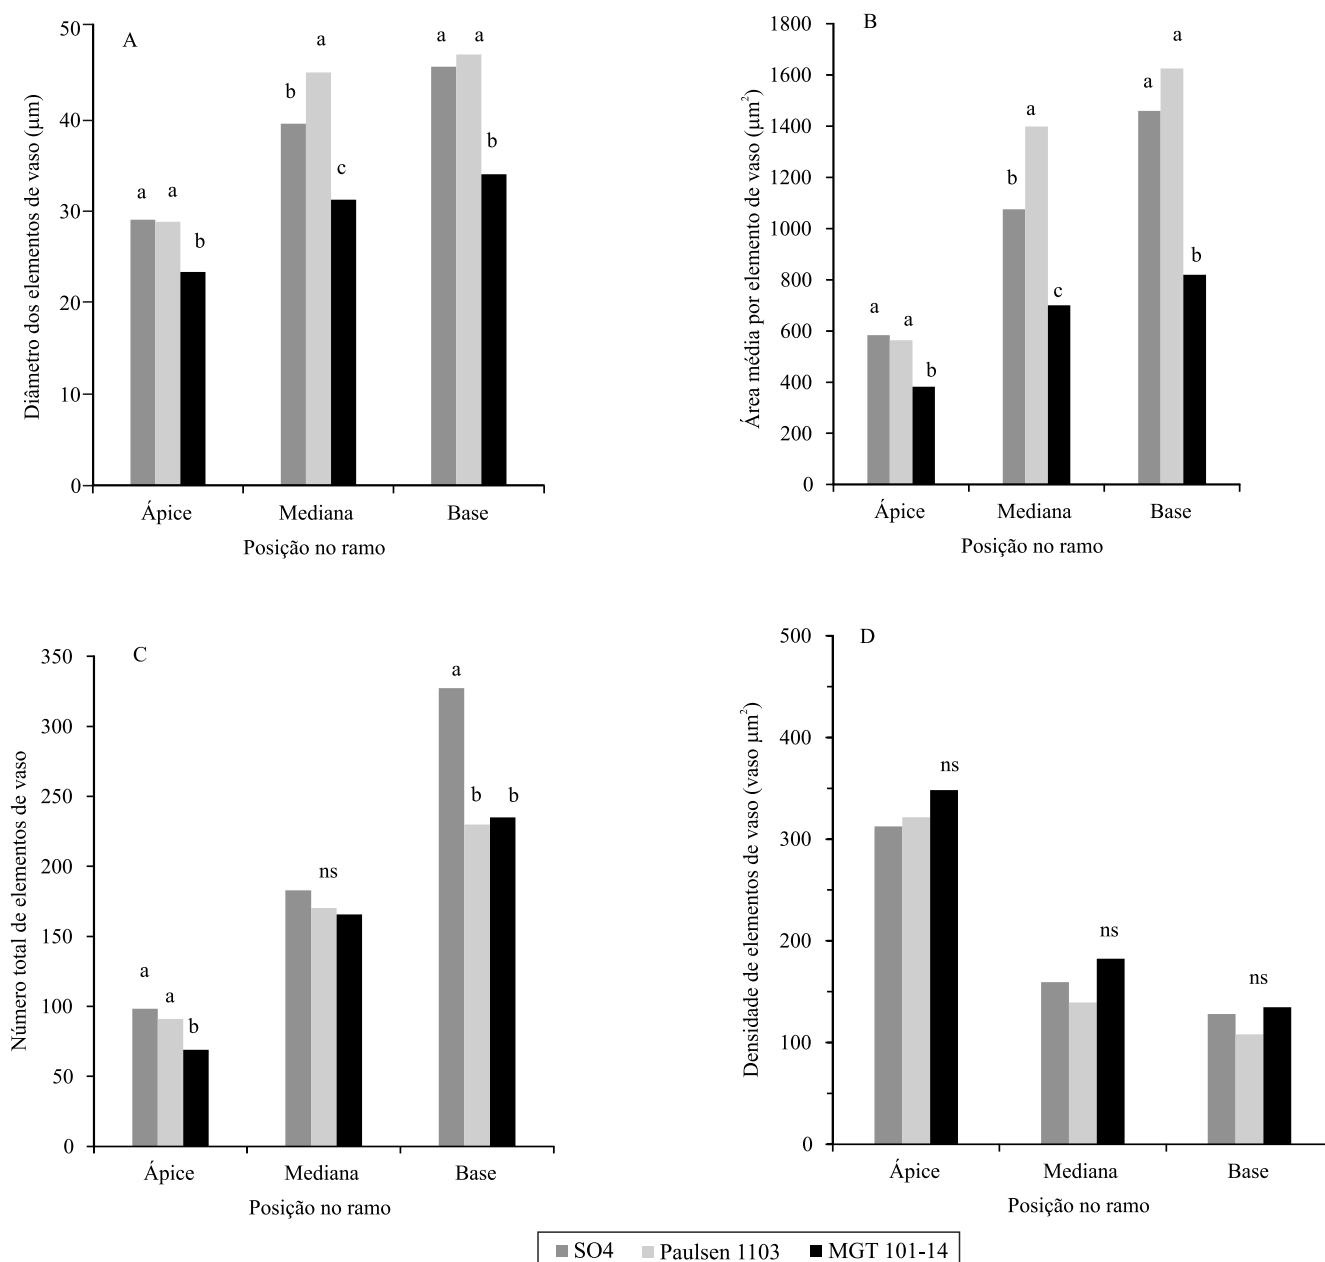 A
Diâmetro dos elementos de vaso (µm)
50
40
30
20
10
0
a a b
b a c
a a b
Ápice Mediana Base
Posição no ramo
B
Área média por elemento de vaso (µm²)
1800
1600
1400
1200
1000
800
600
400
200
0
a a b
b a c
a a b
Ápice Mediana Base
Posição no ramo
C
Número total de elementos de vaso
350
300
250
200
150
100
50
0
a a b
ns
a b b
Ápice Mediana Base
Posição no ramo
D
Densidade de elementos de vaso (vaso µm²)
500
400
300
200
100
0
ns
ns
ns
Ápice Mediana Base
Posição no ramo
SO4 Paulsen 1103 MGT 101-14